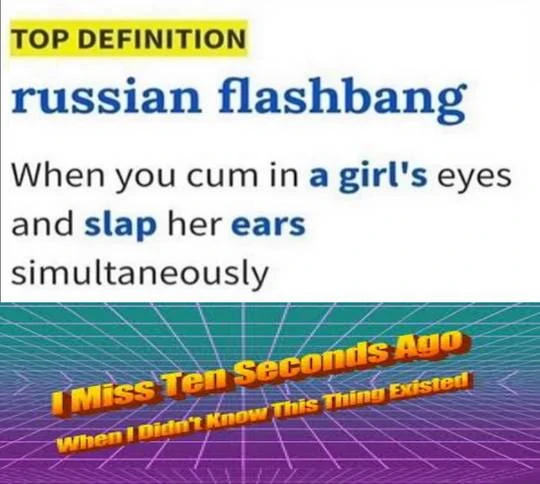 TOP DEFINITION
russian flashbang
When you cum in a girl's eyes
and slap her ears
simultaneously
I Miss Ten Seconds Ago
When I Didn't Know This Thing Existed